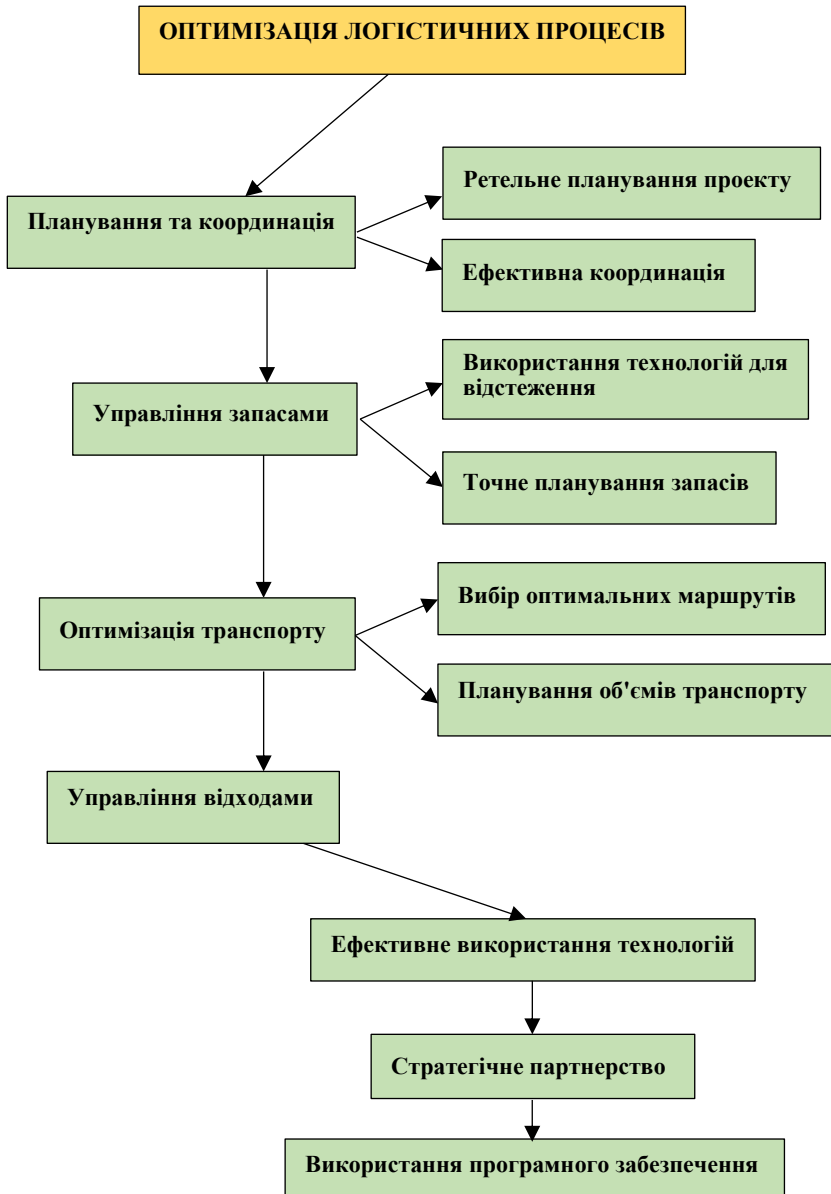 ОПТИМІЗАЦІЯ ЛОГІСТИЧНИХ ПРОЦЕСІВ
Планування та координація
Ретельне планування проекту
Ефективна координація
Управління запасами
Використання технологій для
відстеження
Точне планування запасів
Оптимізація транспорту
Вибір оптимальних маршрутів
Планування об'ємів транспорту
Управління відходами
Ефективне використання технологій
Стратегічне партнерство
Використання програмного забезпечення